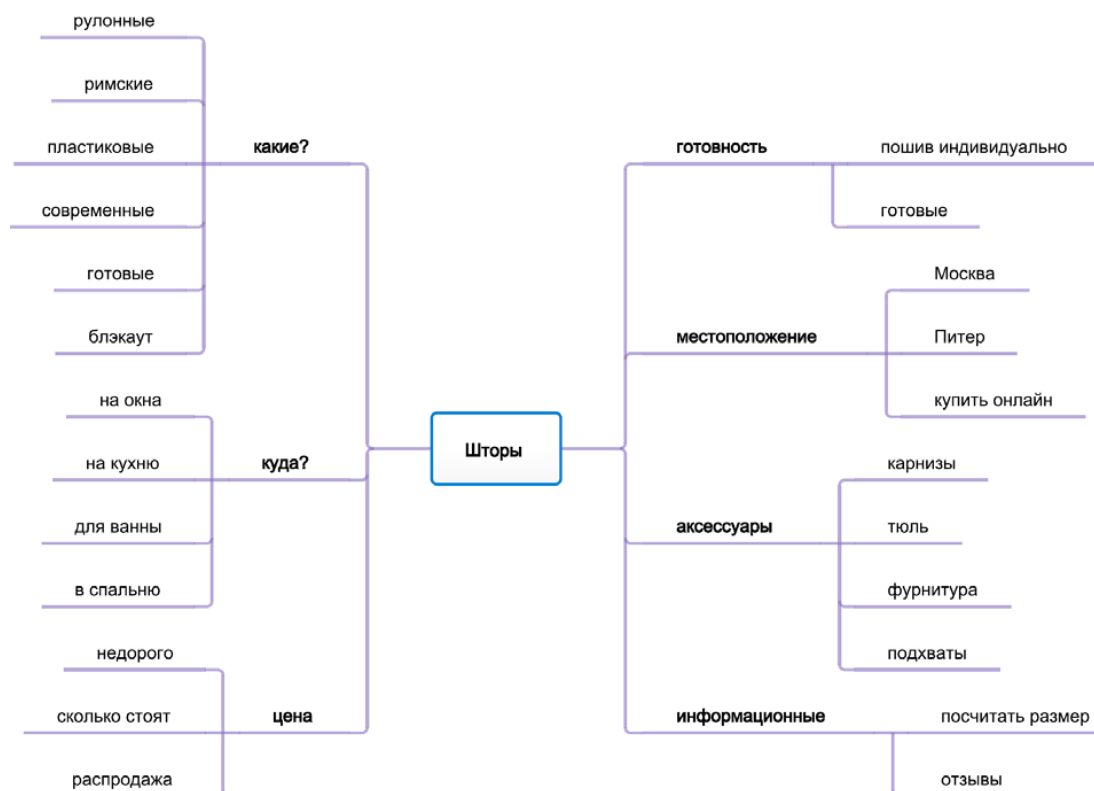 рулонные
римские
пластиковые
какие?
современные
готовые
блэкаут
на окна
на кухню
куда?
для ванны
в спальню
недорого
сколько стоят
цена
распродажа
Шторы
готовность
пошив индивидуально
готовые
Москва
местоположение
Питер
купить онлайн
карнизы
аксессуары
тюль
фурнитура
подхваты
информационные
посчитать размер
отзывы